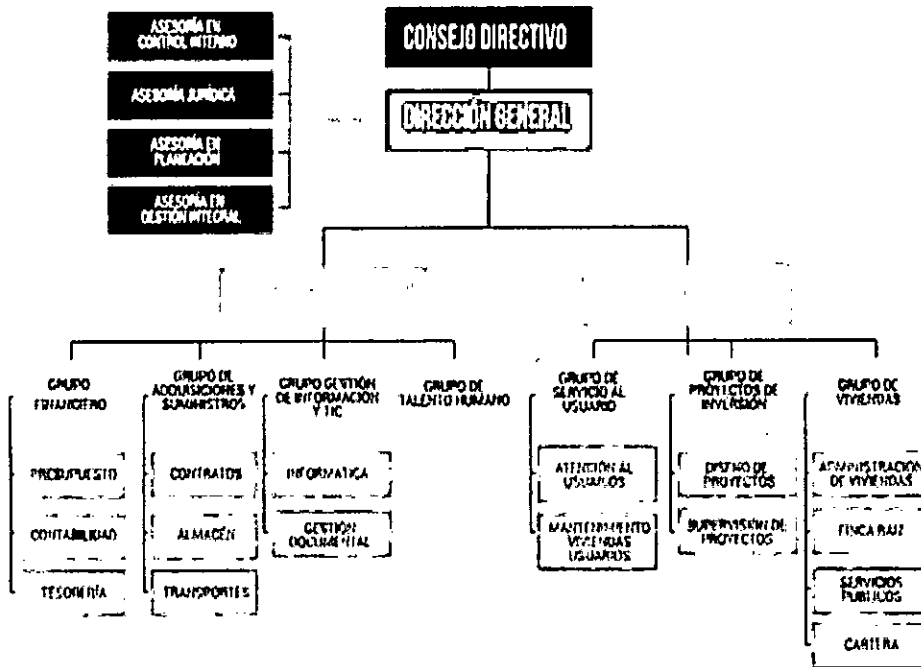 ASESORÍA EN
CONTROL INTERNO
ASESORÍA JURÍDICA
ASESORÍA EN
PLANEACIÓN
ASESORÍA EN
GESTIÓN INTEGRAL
CONSEJO DIRECTIVO
DIRECCIÓN GENERAL
GRUPO
FINANCIERO
PRESUPUESTO
CONTABILIDAD
TESORERÍA
GRUPO DE
ADQUISICIONES Y
SUMINISTROS
CONTRATOS
ALMACÉN
TRANSPORTES
GRUPO GESTIÓN
DE INFORMACIÓN
Y TIC
INFORMATICA
GESTIÓN
DOCUMENTAL
GRUPO DE
TALENTO HUMANO
GRUPO DE
SERVICIO AL
USUARIO
ATENCIÓN AL
USUARIOS
MANTENIMIENTO
VIVIENDAS
USUARIOS
GRUPO DE
PROYECTOS DE
INVERSIÓN
DISEÑO DE
PROYECTOS
SUPERVISIÓN DE
PROYECTOS
GRUPO DE
VIVIENDAS
ADMINISTRACIÓN
DE VIVIENDAS
FINCA RAIZ
SERVICIOS
PÚBLICOS
CARTERA